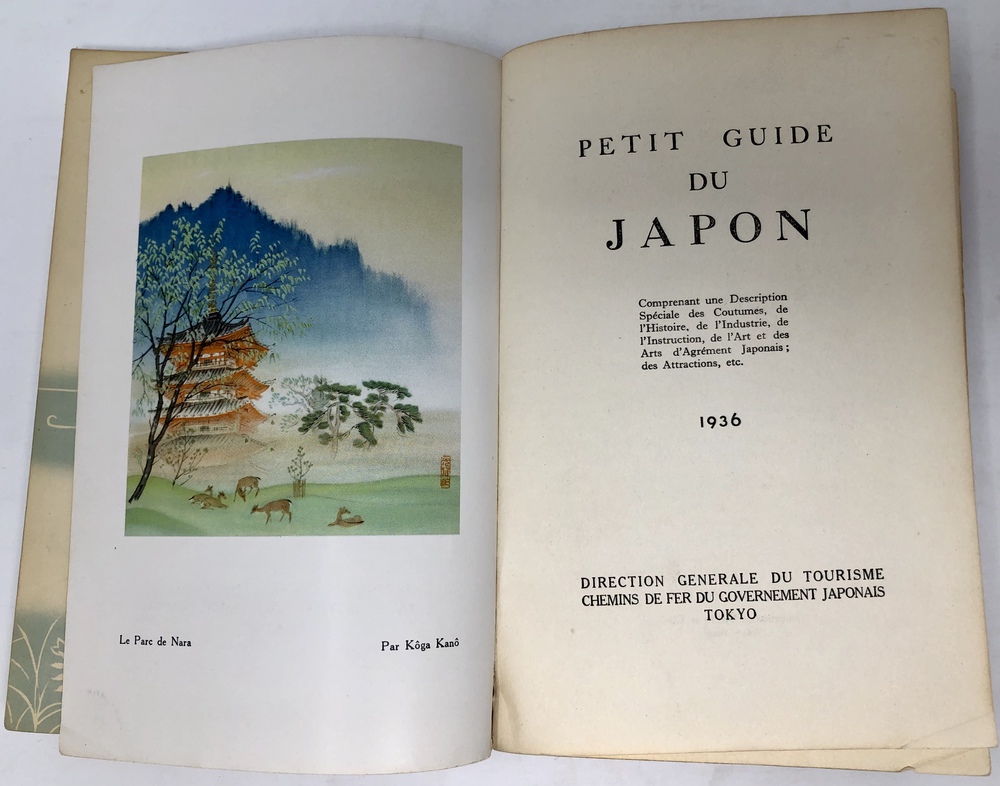 Le Parc de Nara
Par Kôga Kanô
PETIT GUIDE
DU
JAPON
Comprenant une Description
Spéciale des Coutumes, de
l'Histoire, de l'Industrie, de
l'Instruction, de l'Art et des
Arts d'Agrément Japonais ;
des Attractions, etc.
1936
DIRECTION GENERALE DU TOURISME
CHEMINS DE FER DU GOVERNEMENT JAPONAIS
TOKYO